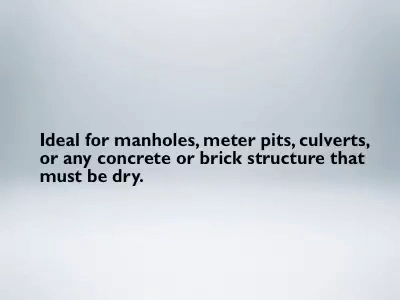 Ideal for manholes, meter pits, culverts,
or any concrete or brick structure that
must be dry.